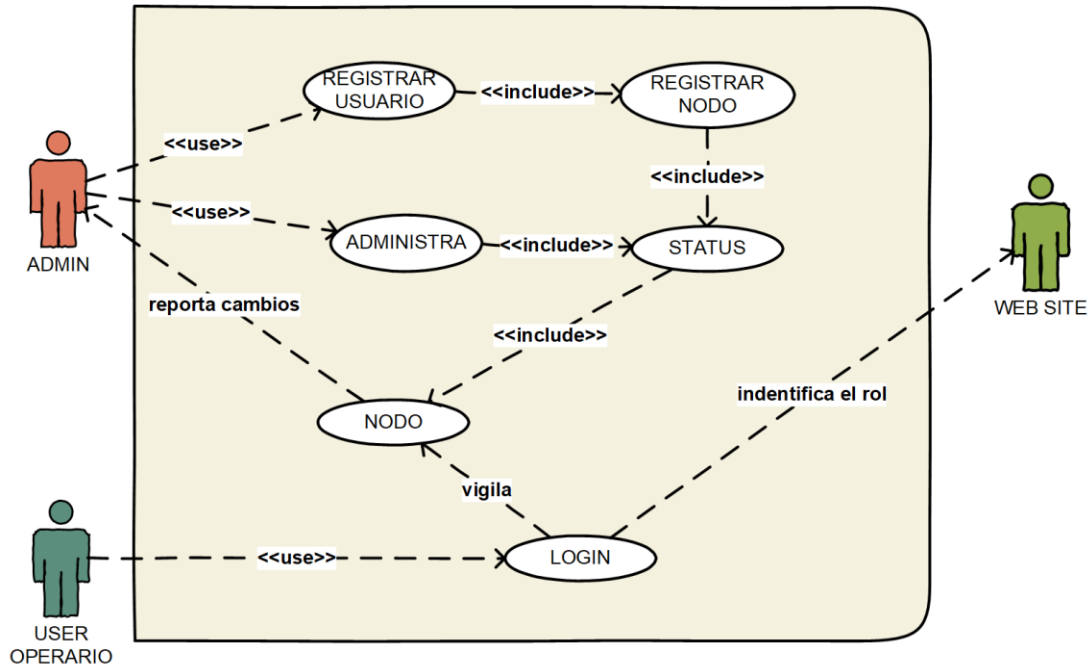 REGISTRAR
USUARIO
<<include>>
REGISTRAR
NODO
<<use>>
<<include>>
ADMIN
<<use>>
ADMINISTRA
<<include>>
STATUS
WEB SITE
reporta cambios
<<include>>
indentifica el rol
NODO
vigila
<<use>>
LOGIN
USER
OPERARIO